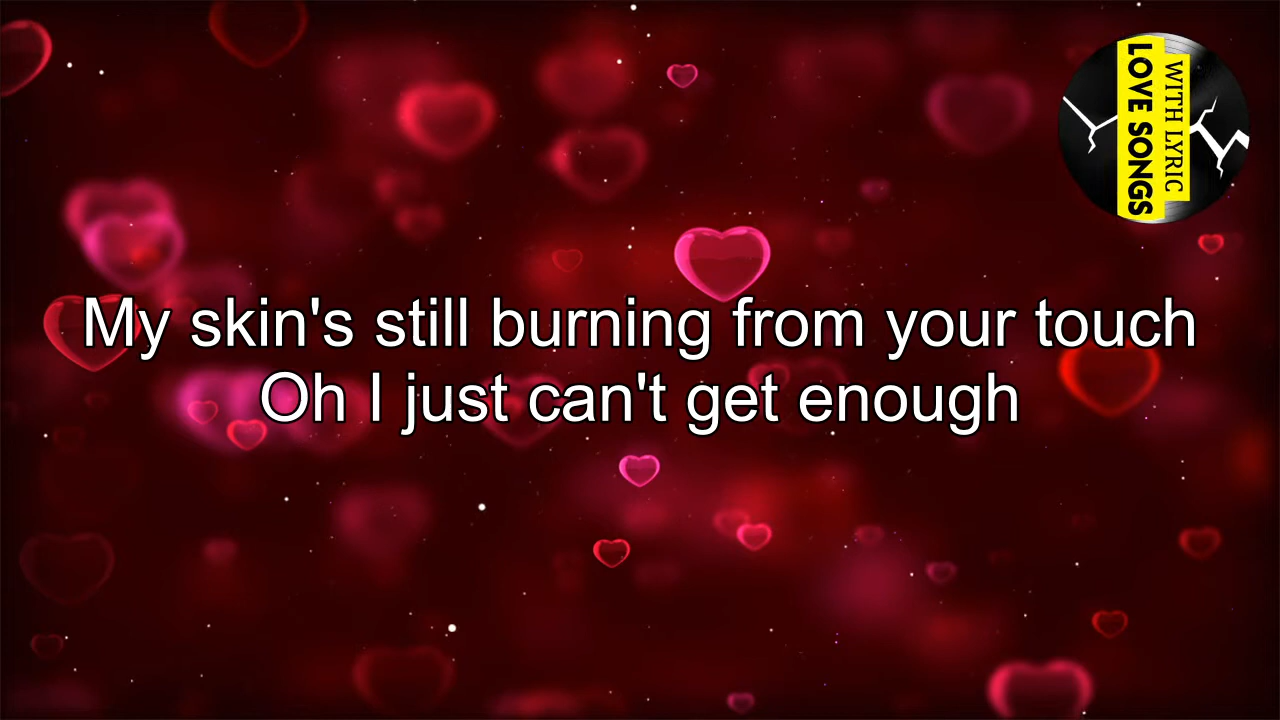 LOVE SONGS
WITH LYRIC
My skin's still burning from your touch
Oh I just can't get enough